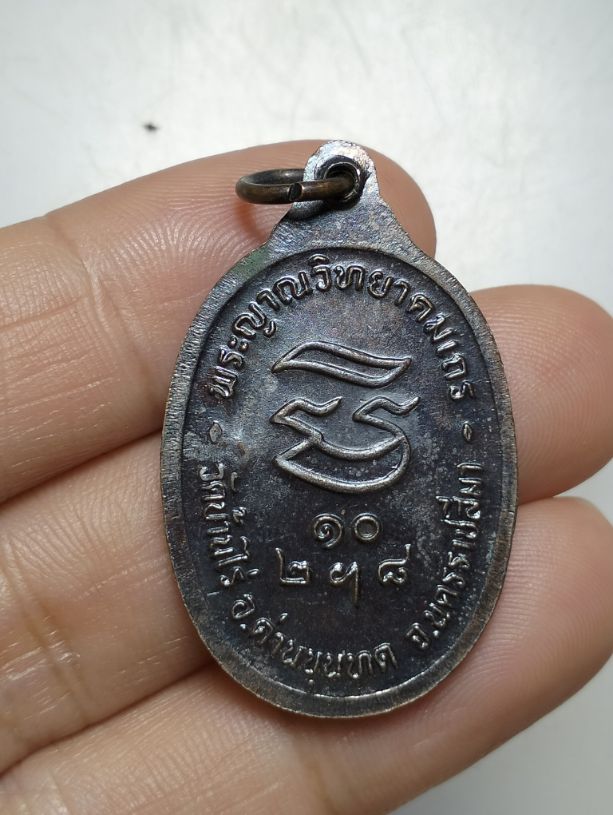 พระญาณวิทยาคมเถร
๑๐
๒ ฯ ๘
วัดบ้านไร่ อ.ด่านขุนทด จ.นครราชสีมา